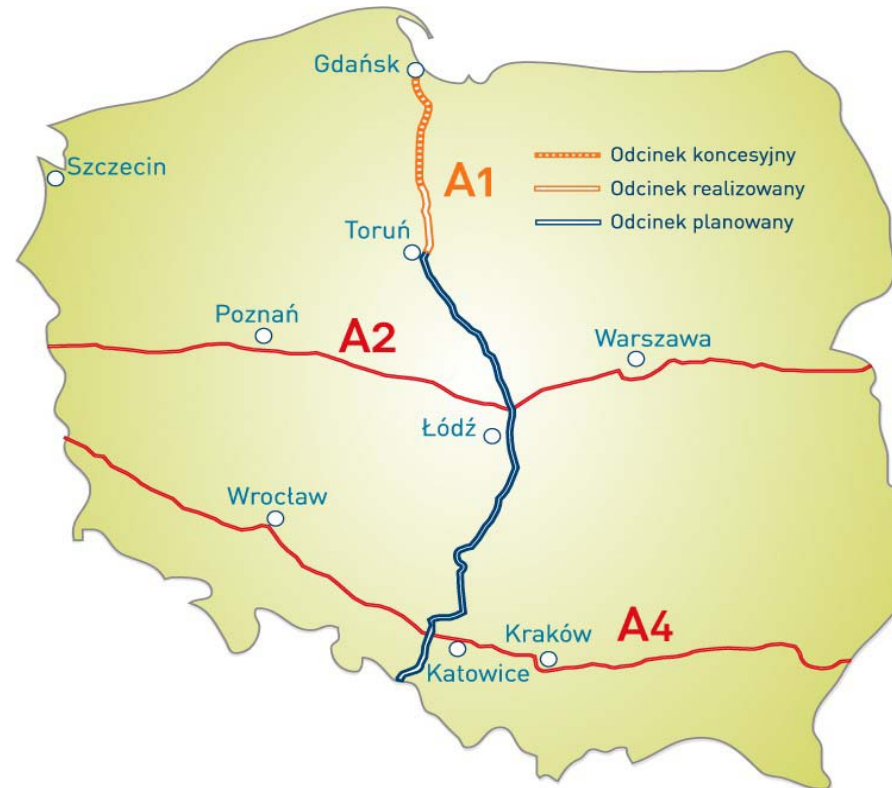 Gdańsk
Szczecin
A1
Odcinek koncesyjny
Odcinek realizowany
Odcinek planowany
Toruń
Poznań
A2
Warszawa
Łódź
Wrocław
A4
Kraków
Katowice